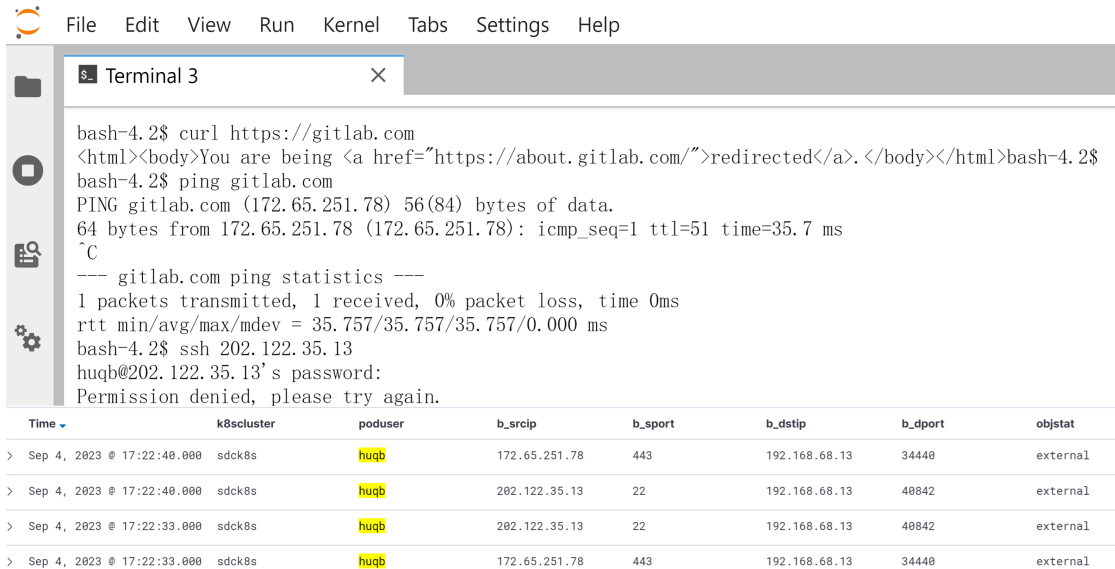 File Edit View Run Kernel Tabs Settings Help
$_ Terminal 3
bash-4.2$ curl https://gitlab.com
<html><body>You are being <a href="https://about.gitlab.com/">redirected</a>.</body></html>bash-4.2$
bash-4.2$ ping gitlab.com
PING gitlab.com (172.65.251.78) 56(84) bytes of data.
64 bytes from 172.65.251.78 (172.65.251.78): icmp_seq=1 ttl=51 time=35.7 ms
^C
--- gitlab.com ping statistics ---
1 packets transmitted, 1 received, 0% packet loss, time 0ms
rtt min/avg/max/mdev = 35.757/35.757/35.757/0.000 ms
bash-4.2$ ssh 202.122.35.13
huqb@202.122.35.13's password:
Permission denied, please try again.
Time k8scluster poduser b_srcip b_sport b_dstip b_dport objstat
Sep 4, 2023 @ 17:22:40.000 sdck8s huqb 172.65.251.78 443 192.168.68.13 34440 external
Sep 4, 2023 @ 17:22:40.000 sdck8s huqb 202.122.35.13 22 192.168.68.13 40842 external
Sep 4, 2023 @ 17:22:33.000 sdck8s huqb 202.122.35.13 22 192.168.68.13 40842 external
Sep 4, 2023 @ 17:22:33.000 sdck8s huqb 172.65.251.78 443 192.168.68.13 34440 external